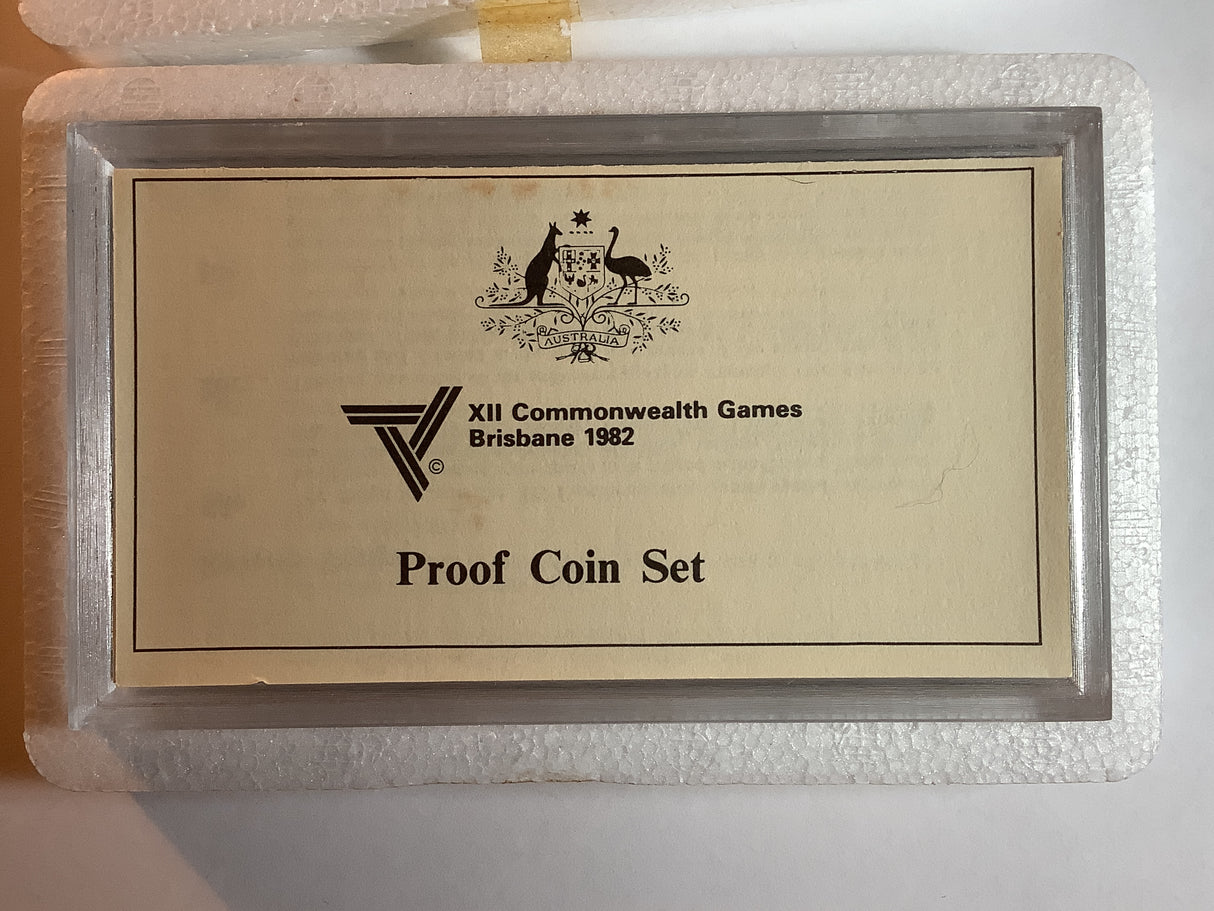 AUSTRALIA
XII Commonwealth Games
Brisbane 1982
©
Proof Coin Set